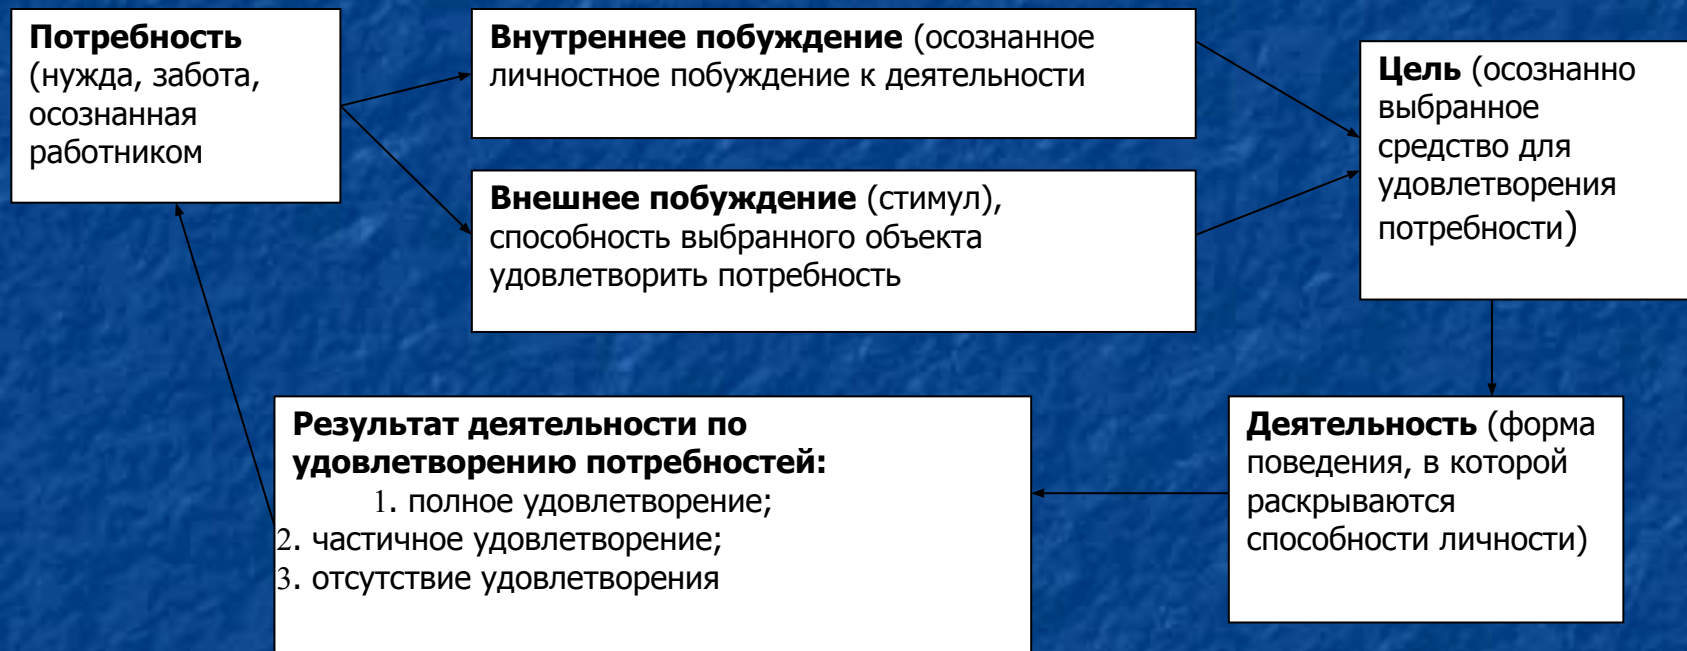 Потребность
(нужда, забота,
осознанная
работником
Внутреннее побуждение (осознанное
личностное побуждение к деятельности
Внешнее побуждение (стимул),
способность выбранного объекта
удовлетворить потребность
Цель (осознанно
выбранное
средство для
удовлетворения
потребности)
Деятельность (форма
поведения, в которой
раскрываются
способности личности)
Результат деятельности по
удовлетворению потребностей:
1. полное удовлетворение;
2. частичное удовлетворение;
3. отсутствие удовлетворения